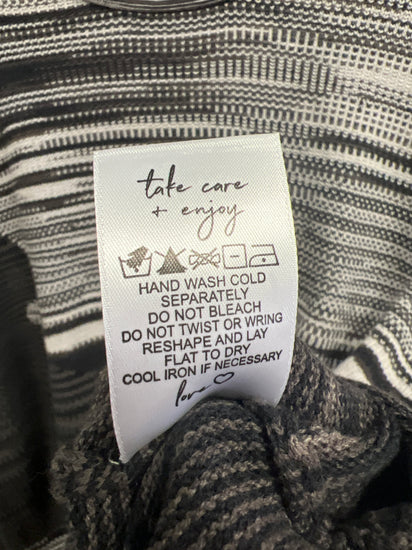 take care
+ enjoy
HAND WASH COLD
SEPARATELY
DO NOT BLEACH
DO NOT TWIST OR WRING
RESHAPE AND LAY
FLAT TO DRY
COOL IRON IF NECESSARY
love ♡